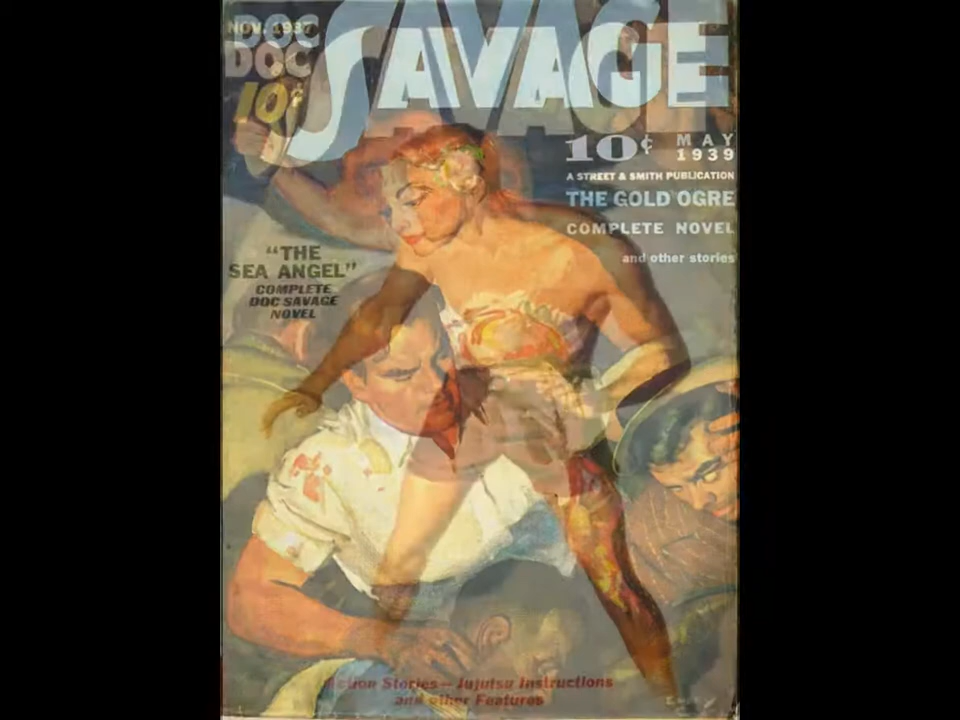 NOV. 1937
DOC
DOC
SAVAGE
10¢
10¢ MAY
1939
A STREET & SMITH PUBLICATION
THE GOLD OGRE
COMPLETE NOVEL
and other stories
"THE
SEA ANGEL"
COMPLETE
DOC SAVAGE
NOVEL
Action Stories — Jujutsu Instructions
and other Features